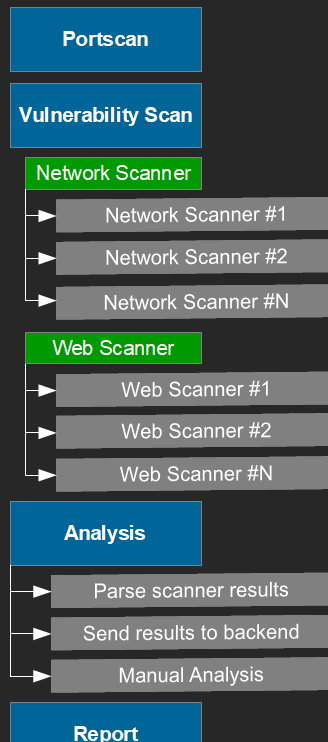 Portscan
Vulnerability Scan
Network Scanner
Network Scanner #1
Network Scanner #2
Network Scanner #N
Web Scanner
Web Scanner #1
Web Scanner #2
Web Scanner #N
Analysis
Parse scanner results
Send results to backend
Manual Analysis
Report